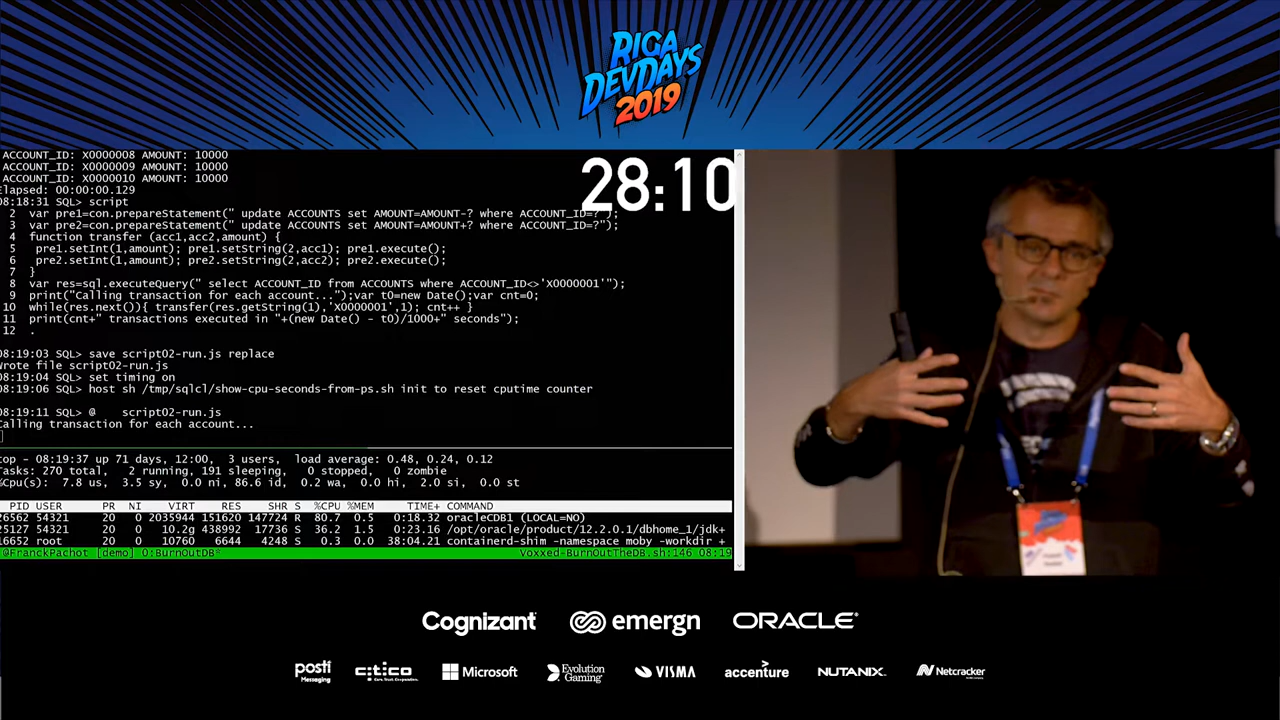 RIGA
DEVDAYS
2019
28:10
ACCOUNT_ID: X0000008 AMOUNT: 10000
ACCOUNT_ID: X0000009 AMOUNT: 10000
ACCOUNT_ID: X0000010 AMOUNT: 10000
Elapsed: 00:00:00.129
08:18:31 SQL> script
2 var pre1=con.prepareStatement(" update ACCOUNTS set AMOUNT=AMOUNT-? where ACCOUNT_ID=?");
3 var pre2=con.prepareStatement(" update ACCOUNTS set AMOUNT=AMOUNT+? where ACCOUNT_ID=?");
4 function transfer (acc1,acc2,amount) {
5 pre1.setInt(1,amount); pre1.setString(2,acc1); pre1.execute();
6 pre2.setInt(1,amount); pre2.setString(2,acc2); pre2.execute();
7 }
8 var res=sql.executeQuery(" select ACCOUNT_ID from ACCOUNTS where ACCOUNT_ID<>'X0000001'");
9 print("Calling transaction for each account...");var t0=new Date();var cnt=0;
10 while(res.next()){ transfer(res.getString(1),'X0000001',1); cnt++ }
11 print(cnt+" transactions executed in "+(new Date() - t0)/1000+" seconds");
12 .
08:19:03 SQL> save script02-run.js replace
Wrote file script02-run.js
08:19:04 SQL> set timing on
08:19:06 SQL> host sh /tmp/sqlcl/show-cpu-seconds-from-ps.sh init to reset cputime counter
08:19:11 SQL> @ script02-run.js
Calling transaction for each account...
top - 08:19:37 up 71 days, 12:00, 3 users, load average: 0.48, 0.24, 0.12
Tasks: 270 total, 2 running, 191 sleeping, 0 stopped, 0 zombie
%Cpu(s): 7.8 us, 3.5 sy, 0.0 ni, 86.6 id, 0.2 wa, 0.0 hi, 2.0 si, 0.0 st
PID USER PR NI VIRT RES SHR S %CPU %MEM TIME+ COMMAND
26562 54321 20 0 2035944 151620 147724 R 80.7 0.5 0:18.32 oracleCDB1 (LOCAL=NO)
25127 54321 20 0 10.2g 438992 17736 S 36.2 1.5 0:23.16 /opt/oracle/product/12.2.0.1/dbhome_1/jdk+
16652 root 20 0 10760 6644 4248 S 0.3 0.0 38:04.21 containerd-shim -namespace moby -workdir +
@FranckPachot [demo] 0:BurnOutDB* Voxxed-BurnOutTheDB.sh:146 08:19
Cognizant emergn ORACLE
posti Messaging citico Microsoft Evolution Gaming VISMA accenture NUTANIX Netcracker